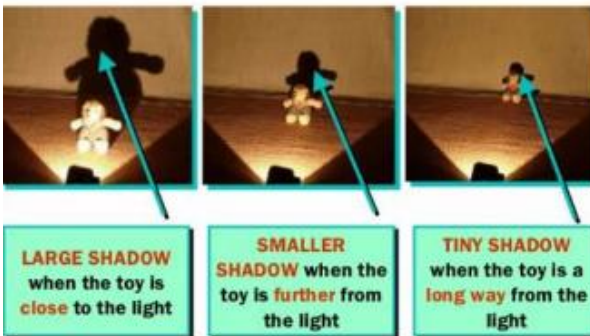 LARGE SHADOW
when the toy is
close to the light
SMALLER
SHADOW when the
toy is further from
the light
TINY SHADOW
when the toy is a
long way from the
light